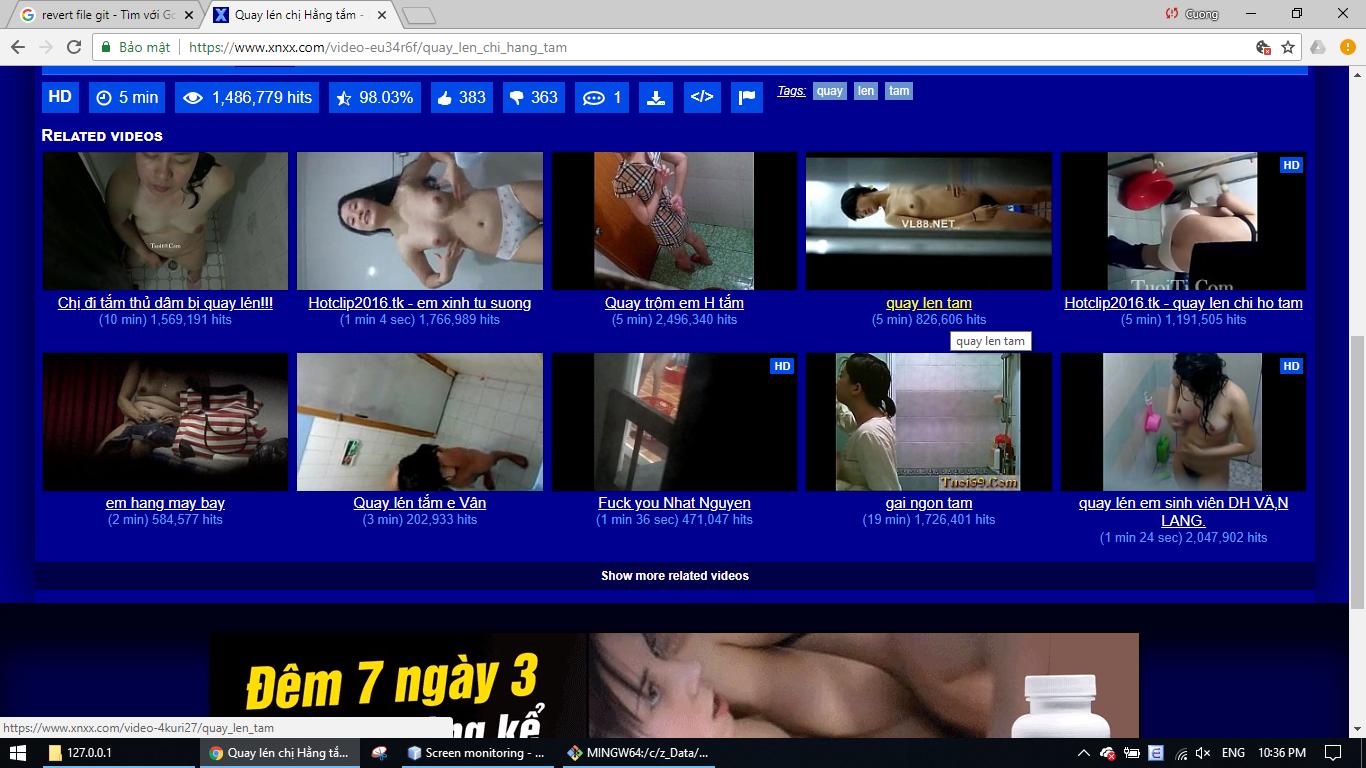 revert file git - Tìm với Go
Quay lén chị Hằng tắm -
Cuong
Bảo mật
https://www.xnxx.com/video-eu34r6f/quay_len_chi_hang_tam
HD
5 min
1,486,779 hits
98.03%
383
363
1
</>
Tags: quay len tam
RELATED VIDEOS
HD
Tuoi69.Com
VL88.NET
TuoiTi.Com
Chị đi tắm thủ dâm bị quay lén!!!
(10 min) 1,569,191 hits
Hotclip2016.tk - em xinh tu suong
(1 min 4 sec) 1,766,989 hits
Quay trộm em H tắm
(5 min) 2,496,340 hits
quay len tam
(5 min) 826,606 hits
quay len tam
Hotclip2016.tk - quay len chi ho tam
(5 min) 1,191,505 hits
HD
HD
Tuoi69.Com
em hang may bay
(2 min) 584,577 hits
Quay lén tắm e Vân
(3 min) 202,933 hits
Fuck you Nhat Nguyen
(1 min 36 sec) 471,047 hits
gai ngon tam
(19 min) 1,726,401 hits
quay lén em sinh viên DH VÄ‚N
LANG.
(1 min 24 sec) 2,047,902 hits
Show more related videos
Đêm 7 ngày 3
kể
https://www.xnxx.com/video-4kuri27/quay_len_tam
127.0.0.1
Quay lén chị Hằng tắ...
Screen monitoring - ...
MINGW64:/c/z_Data/...
ENG
10:36 PM